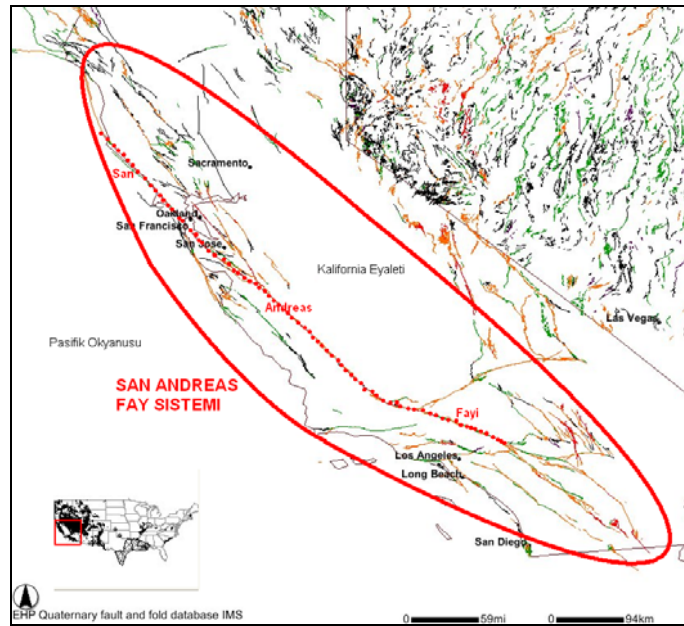 Sacramento
San
Oakland
San Francisco
San Jose
Kalifornia Eyaleti
Andreas
Las Vegas
Pasifik Okyanusu
SAN ANDREAS
FAY SISTEMI
Fayi
Los Angeles
Long Beach
San Diego
EHP Quaternary fault and fold database IMS
0 59mi 0 94km